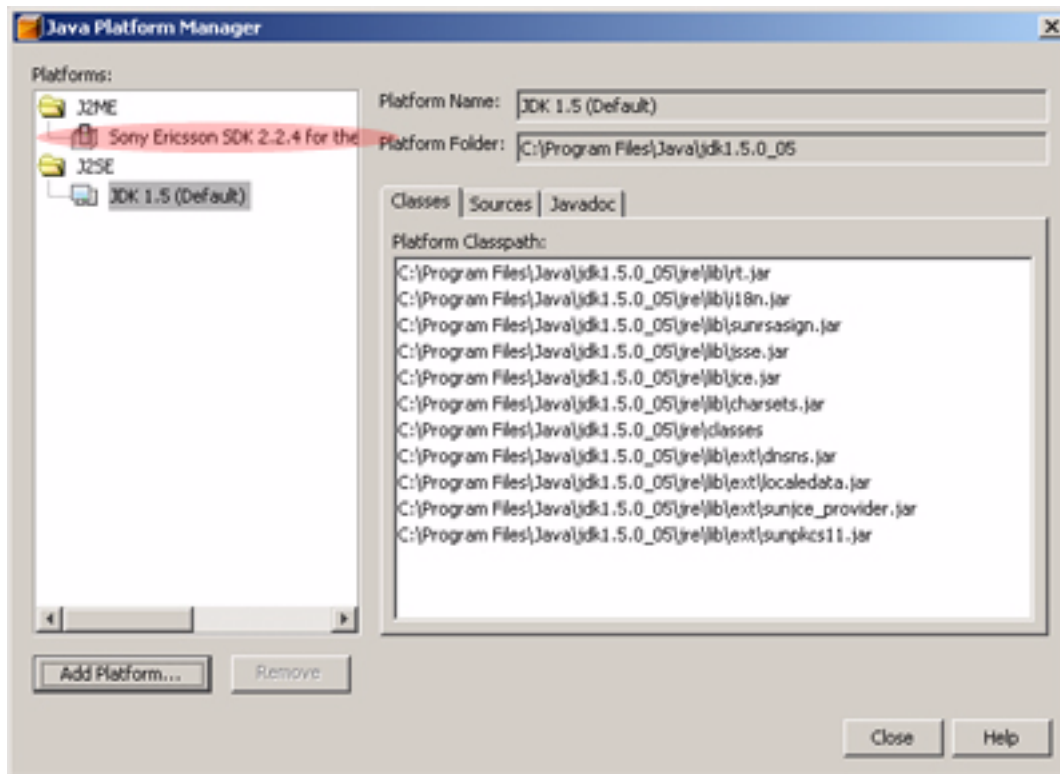 Java Platform Manager
Platforms:
J2ME
Sony Ericsson SDK 2.2.4 for the
J2SE
JDK 1.5 (Default)
Add Platform...
Remove
Platform Name:
JDK 1.5 (Default)
Platform Folder:
C:\Program Files\Java\jdk1.5.0_05
Classes Sources Javadoc
Platform Classpath:
C:\Program Files\Java\jdk1.5.0_05\jre\lib\rt.jar
C:\Program Files\Java\jdk1.5.0_05\jre\lib\i18n.jar
C:\Program Files\Java\jdk1.5.0_05\jre\lib\sunrsasign.jar
C:\Program Files\Java\jdk1.5.0_05\jre\lib\jsse.jar
C:\Program Files\Java\jdk1.5.0_05\jre\lib\jce.jar
C:\Program Files\Java\jdk1.5.0_05\jre\lib\charsets.jar
C:\Program Files\Java\jdk1.5.0_05\jre\classes
C:\Program Files\Java\jdk1.5.0_05\jre\lib\ext\dnsns.jar
C:\Program Files\Java\jdk1.5.0_05\jre\lib\ext\localedata.jar
C:\Program Files\Java\jdk1.5.0_05\jre\lib\ext\sunjce_provider.jar
C:\Program Files\Java\jdk1.5.0_05\jre\lib\ext\sunpkcs11.jar
Close
Help